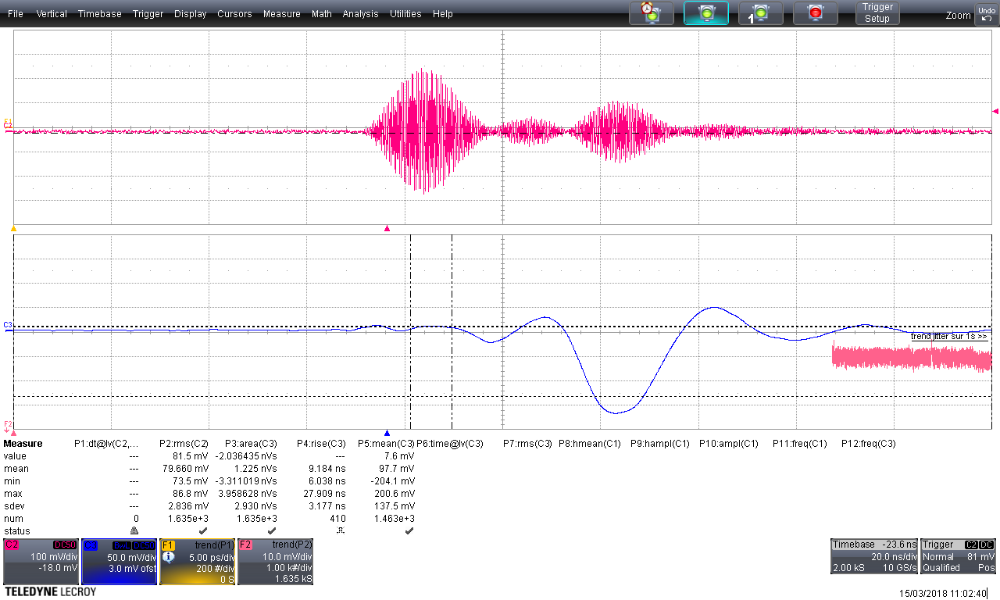 File Vertical Timebase Trigger Display Cursors Measure Math Analysis Utilities Help
1
Trigger Setup
Zoom
Undo
C2
C3
trend jitter sur 1s >>
F2
Measure P1:dt@lv(C2,... P2:rms(C2) P3:area(C3) P4:rise(C3) P5:mean(C3) P6:time@lv(C3) P7:rms(C3) P8:hmean(C1) P9:hampl(C1) P10:ampl(C1) P11:freq(C1) P12:freq(C3)
value --- 81.5 mV -2.036435 nVs --- 7.6 mV
mean --- 79.660 mV 1.225 nVs 9.184 ns 97.7 mV
min --- 73.5 mV -3.311019 nVs 6.038 ns -204.1 mV
max --- 86.8 mV 3.958628 nVs 27.909 ns 200.6 mV
sdev --- 2.836 mV 2.930 nVs 3.177 ns 137.5 mV
num 0 1.635e+3 1.635e+3 410 1.463e+3
status
C2 DC50
100 mV/div
-18.0 mV
BwL DC50
50.0 mV/div
3.0 mV ofst
F1 trend(P1)
5.00 ps/div
200 #/div
0 S
F2 trend(P2)
10.0 mV/div
1.00 k#/div
1.635 kS
Timebase -23.6 ns
20.0 ns/div
2.00 kS 10 GS/s
Trigger C2 DC
Normal 81 mV
Qualified Pos
TELEDYNE LECROY
15/03/2018 11:02:40